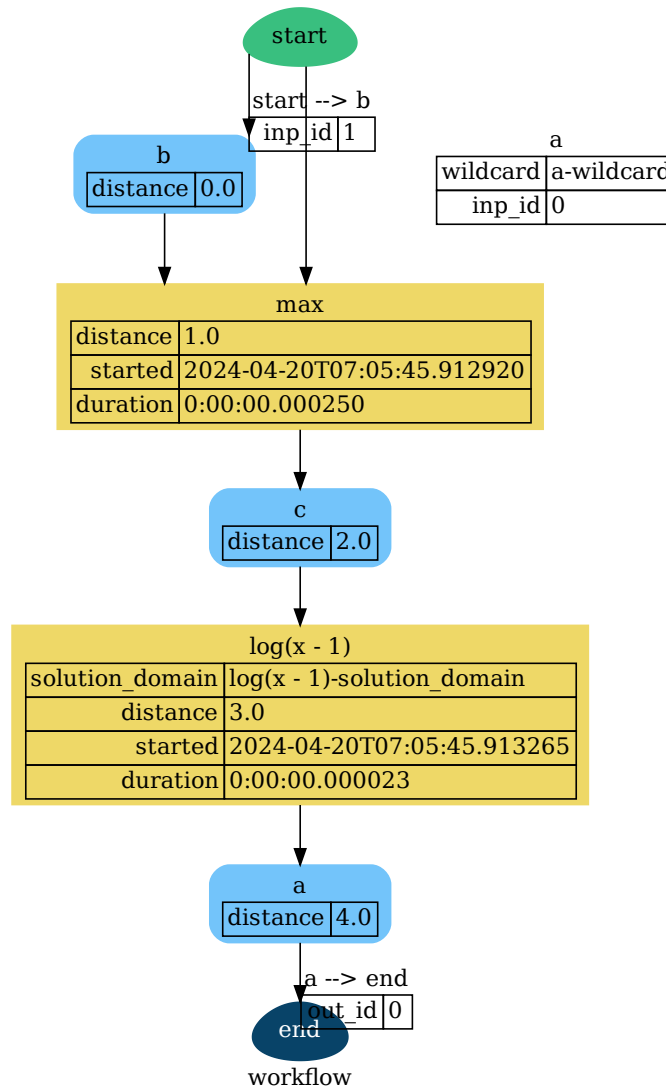 start
start --> b
inp_id 1
b
distance 0.0
a
wildcard a-wildcard
inp_id 0
max
distance 1.0
started 2024-04-20T07:05:45.912920
duration 0:00:00.000250
c
distance 2.0
log(x - 1)
solution_domain log(x - 1)-solution_domain
distance 3.0
started 2024-04-20T07:05:45.913265
duration 0:00:00.000023
a
distance 4.0
a --> end
out_id 0
end
workflow